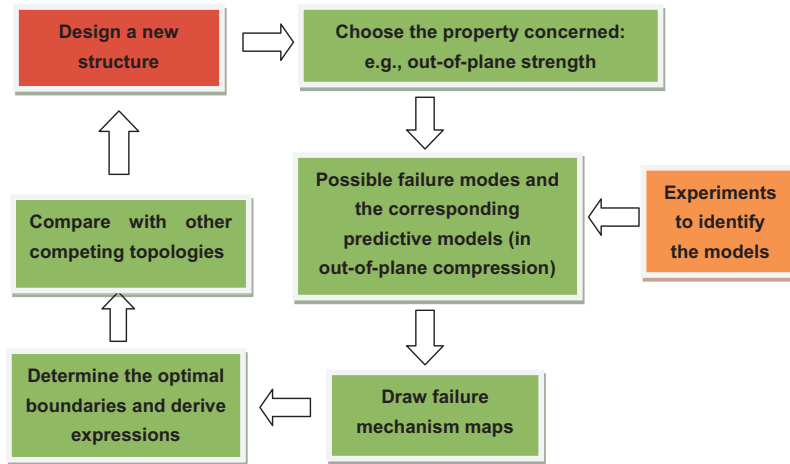 Design a new
structure
Choose the property concerned:
e.g., out-of-plane strength
Possible failure modes and
the corresponding
predictive models (in
out-of-plane compression)
Experiments
to identify
the models
Draw failure
mechanism maps
Determine the optimal
boundaries and derive
expressions
Compare with other
competing topologies